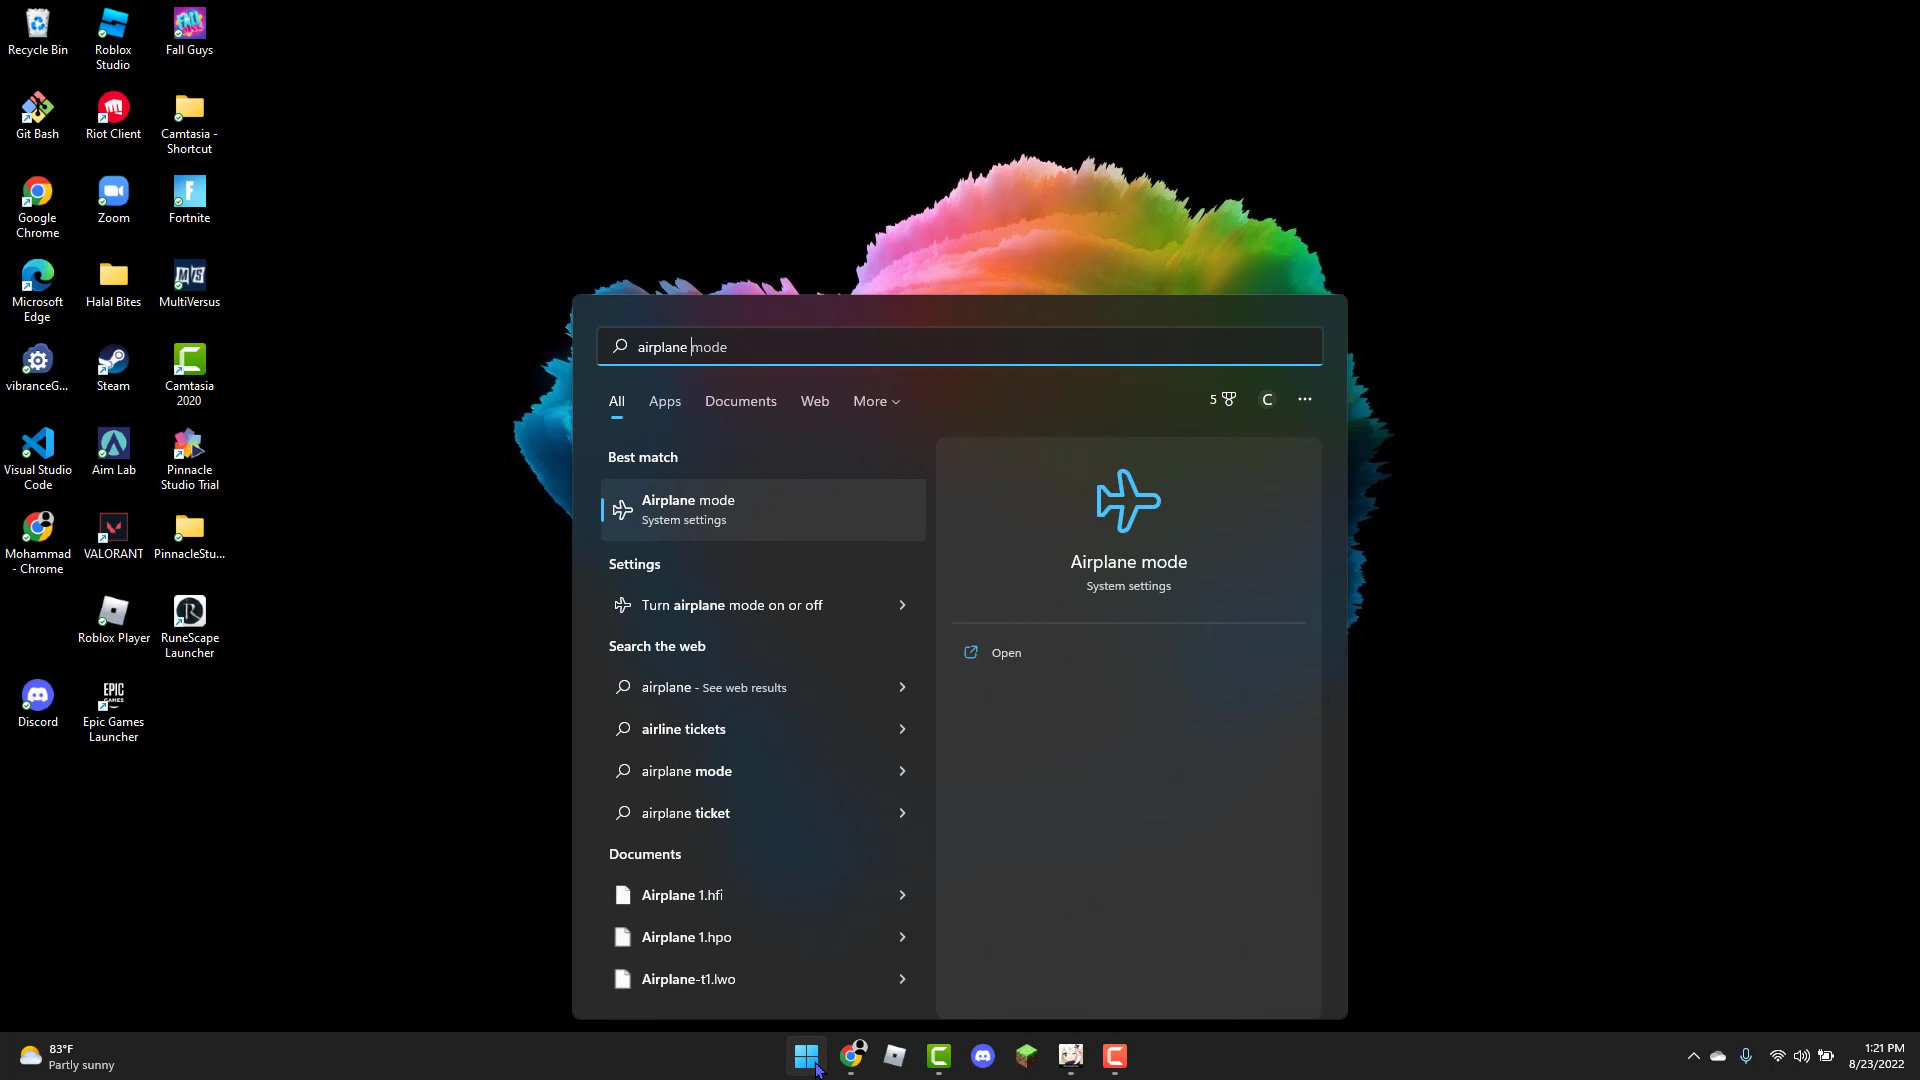 Recycle Bin
Roblox
Studio
Fall Guys
Git Bash
Riot Client
Camtasia -
Shortcut
Google
Chrome
Zoom
Fortnite
Microsoft
Edge
Halal Bites
MultiVersus
vibranceG...
Steam
Camtasia
2020
Visual Studio
Code
Aim Lab
Pinnacle
Studio Trial
Mohammad
- Chrome
VALORANT
PinnacleStu...
Roblox Player
RuneScape
Launcher
Discord
EPIC
GAMES
Epic Games
Launcher
airplane mode
All
Apps
Documents
Web
More
5
C
Best match
Airplane mode
System settings
Settings
Turn airplane mode on or off
Search the web
airplane - See web results
airline tickets
airplane mode
airplane ticket
Documents
Airplane 1.hfi
Airplane 1.hpo
Airplane-t1.lwo
Airplane mode
System settings
Open
83°F
Partly sunny
1:21 PM
8/23/2022